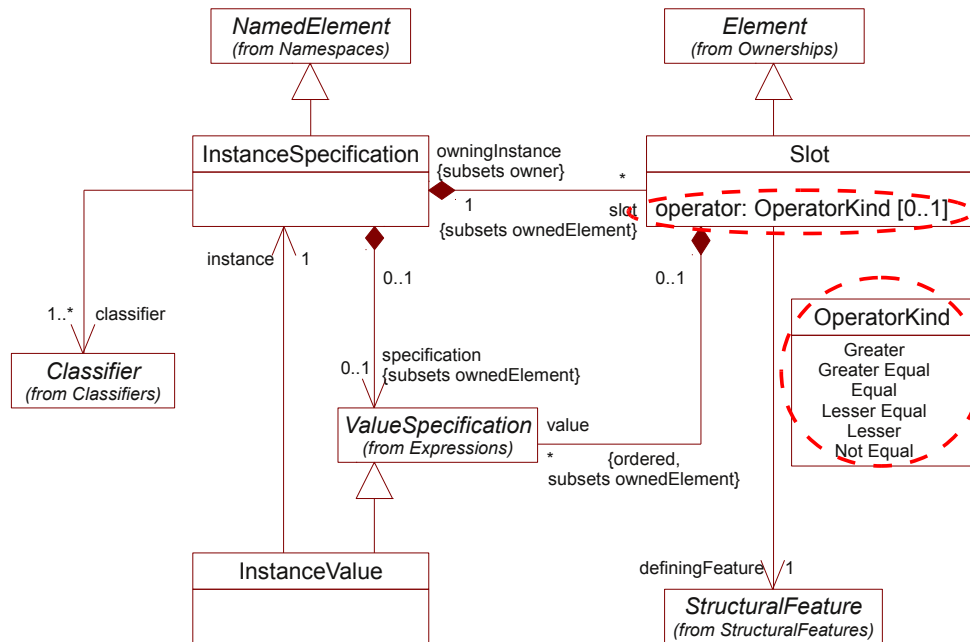 NamedElement
(from Namespaces)
Element
(from Ownerships)
InstanceSpecification
owningInstance
{subsets owner}
1
*
slot
{subsets ownedElement}
Slot
operator: OperatorKind [0..1]
instance
1
0..1
0..1
1..*
classifier
Classifier
(from Classifiers)
specification
0..1
{subsets ownedElement}
OperatorKind
Greater
Greater Equal
Equal
Lesser Equal
Lesser
Not Equal
ValueSpecification
(from Expressions)
value
*
{ordered,
subsets ownedElement}
InstanceValue
definingFeature
1
StructuralFeature
(from StructuralFeatures)